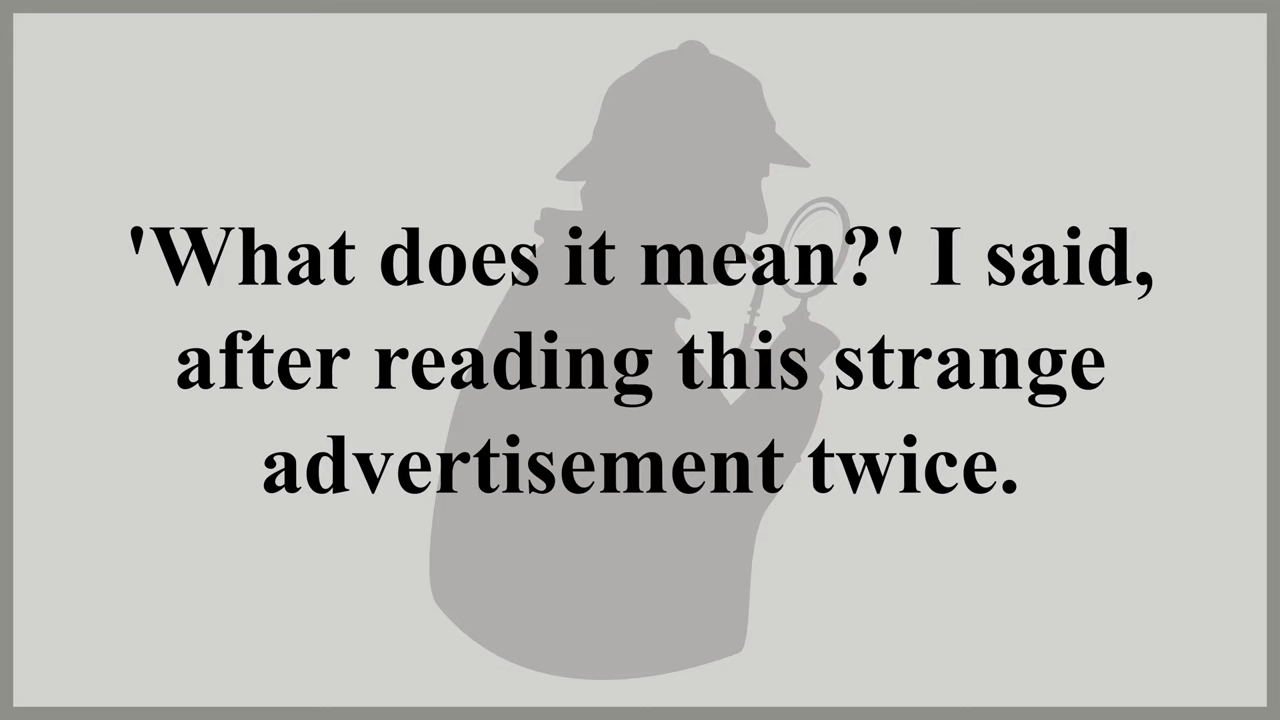 'What does it mean?' I said,
after reading this strange
advertisement twice.